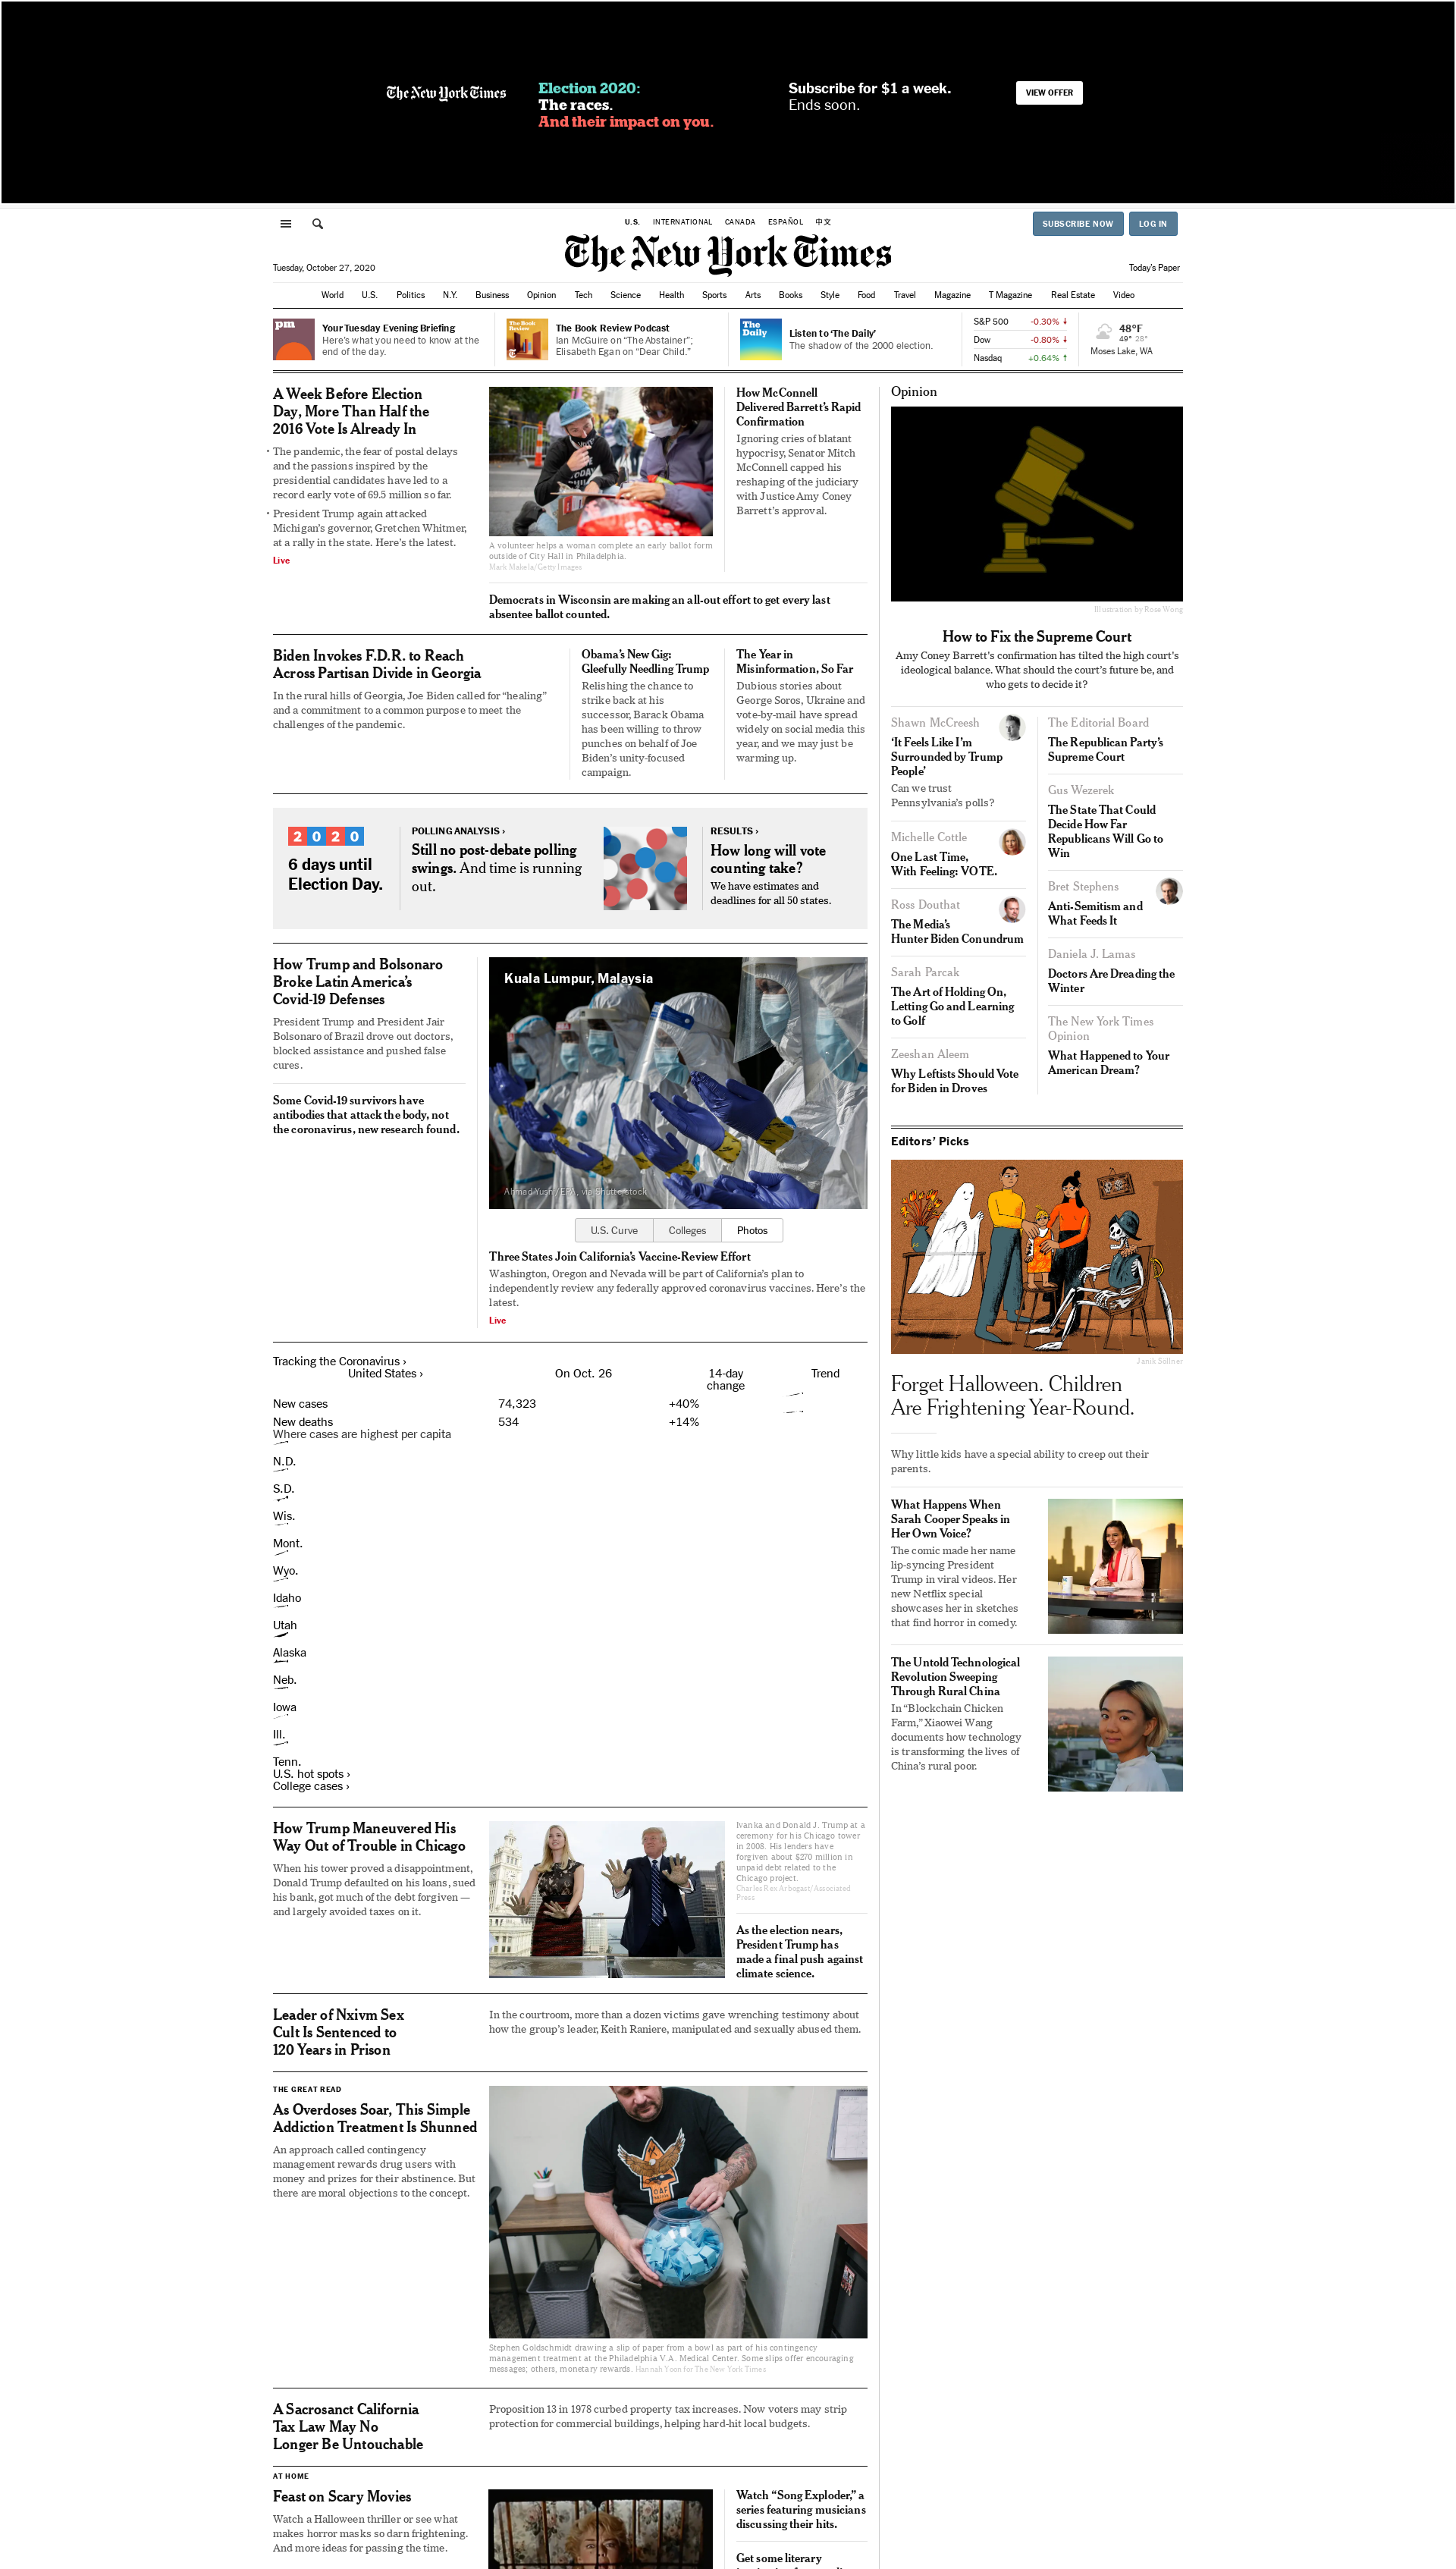 The New York Times
Election 2020:
The races.
And their impact on you.
Subscribe for $1 a week.
Ends soon.
VIEW OFFER
U.S. INTERNATIONAL CANADA ESPAÑOL 中文
SUBSCRIBE NOW LOG IN
The New York Times
Tuesday, October 27, 2020
Today's Paper
World U.S. Politics N.Y. Business Opinion Tech Science Health Sports Arts Books Style Food Travel Magazine T Magazine Real Estate Video
pm
Your Tuesday Evening Briefing
Here's what you need to know at the
end of the day.
The Book Review
The Book Review Podcast
Ian McGuire on “The Abstainer”;
Elisabeth Egan on “Dear Child.”
The Daily
Listen to ‘The Daily’
The shadow of the 2000 election.
S&P 500 -0.30% ↓
Dow -0.80% ↓
Nasdaq +0.64% ↑
48°F
49° 28°
Moses Lake, WA
A Week Before Election
Day, More Than Half the
2016 Vote Is Already In
• The pandemic, the fear of postal delays
and the passions inspired by the
presidential candidates have led to a
record early vote of 69.5 million so far.
• President Trump again attacked
Michigan’s governor, Gretchen Whitmer,
at a rally in the state. Here’s the latest.
Live
A volunteer helps a woman complete an early ballot form
outside of City Hall in Philadelphia.
Mark Makela/Getty Images
How McConnell
Delivered Barrett’s Rapid
Confirmation
Ignoring cries of blatant
hypocrisy, Senator Mitch
McConnell capped his
reshaping of the judiciary
with Justice Amy Coney
Barrett’s approval.
Democrats in Wisconsin are making an all-out effort to get every last
absentee ballot counted.
Biden Invokes F.D.R. to Reach
Across Partisan Divide in Georgia
In the rural hills of Georgia, Joe Biden called for “healing”
and a commitment to a common purpose to meet the
challenges of the pandemic.
Obama’s New Gig:
Gleefully Needling Trump
Relishing the chance to
strike back at his
successor, Barack Obama
has been willing to throw
punches on behalf of Joe
Biden’s unity-focused
campaign.
The Year in
Misinformation, So Far
Dubious stories about
George Soros, Ukraine and
vote-by-mail have spread
widely on social media this
year, and we may just be
warming up.
2020
6 days until
Election Day.
POLLING ANALYSIS ›
Still no post-debate polling
swings. And time is running
out.
RESULTS ›
How long will vote
counting take?
We have estimates and
deadlines for all 50 states.
How Trump and Bolsonaro
Broke Latin America’s
Covid-19 Defenses
President Trump and President Jair
Bolsonaro of Brazil drove out doctors,
blocked assistance and pushed false
cures.
Some Covid-19 survivors have
antibodies that attack the body, not
the coronavirus, new research found.
Kuala Lumpur, Malaysia
Ahmad Yusni/EPA, via Shutterstock
U.S. Curve Colleges Photos
Three States Join California’s Vaccine-Review Effort
Washington, Oregon and Nevada will be part of California’s plan to
independently review any federally approved coronavirus vaccines. Here’s the
latest.
Live
Tracking the Coronavirus ›
United States › On Oct. 26 14-day
change Trend
New cases 74,323 +40%
New deaths 534 +14%
Where cases are highest per capita
N.D.
S.D.
Wis.
Mont.
Wyo.
Idaho
Utah
Alaska
Neb.
Iowa
Ill.
Tenn.
U.S. hot spots ›
College cases ›
How Trump Maneuvered His
Way Out of Trouble in Chicago
When his tower proved a disappointment,
Donald Trump defaulted on his loans, sued
his bank, got much of the debt forgiven —
and largely avoided taxes on it.
Ivanka and Donald J. Trump at a
ceremony for his Chicago tower
in 2008. His lenders have
forgiven about $270 million in
unpaid debt related to the
Chicago project.
Charles Rex Arbogast/Associated
Press
As the election nears,
President Trump has
made a final push against
climate science.
Leader of Nxivm Sex
Cult Is Sentenced to
120 Years in Prison
In the courtroom, more than a dozen victims gave wrenching testimony about
how the group’s leader, Keith Raniere, manipulated and sexually abused them.
THE GREAT READ
As Overdoses Soar, This Simple
Addiction Treatment Is Shunned
An approach called contingency
management rewards drug users with
money and prizes for their abstinence. But
there are moral objections to the concept.
Stephen Goldschmidt drawing a slip of paper from a bowl as part of his contingency
management treatment at the Philadelphia V.A. Medical Center. Some slips offer encouraging
messages; others, monetary rewards. Hannah Yoon for The New York Times
A Sacrosanct California
Tax Law May No
Longer Be Untouchable
Proposition 13 in 1978 curbed property tax increases. Now voters may strip
protection for commercial buildings, helping hard-hit local budgets.
AT HOME
Feast on Scary Movies
Watch a Halloween thriller or see what
makes horror masks so darn frightening.
And more ideas for passing the time.
Watch “Song Exploder,” a
series featuring musicians
discussing their hits.
Get some literary
Opinion
Illustration by Rose Wong
How to Fix the Supreme Court
Amy Coney Barrett’s confirmation has tilted the high court’s
ideological balance. What should the court’s future be, and
who gets to decide it?
Shawn McCreesh
‘It Feels Like I’m
Surrounded by Trump
People’
Can we trust
Pennsylvania’s polls?
Michelle Cottle
One Last Time,
With Feeling: VOTE.
Ross Douthat
The Media’s
Hunter Biden Conundrum
Sarah Parcak
The Art of Holding On,
Letting Go and Learning
to Golf
Zeeshan Aleem
Why Leftists Should Vote
for Biden in Droves
The Editorial Board
The Republican Party’s
Supreme Court
Gus Wezerek
The State That Could
Decide How Far
Republicans Will Go to
Win
Bret Stephens
Anti-Semitism and
What Feeds It
Daniela J. Lamas
Doctors Are Dreading the
Winter
The New York Times
Opinion
What Happened to Your
American Dream?
Editors’ Picks
Janik Söllner
Forget Halloween. Children
Are Frightening Year-Round.
Why little kids have a special ability to creep out their
parents.
What Happens When
Sarah Cooper Speaks in
Her Own Voice?
The comic made her name
lip-syncing President
Trump in viral videos. Her
new Netflix special
showcases her in sketches
that find horror in comedy.
The Untold Technological
Revolution Sweeping
Through Rural China
In “Blockchain Chicken
Farm,” Xiaowei Wang
documents how technology
is transforming the lives of
China’s rural poor.